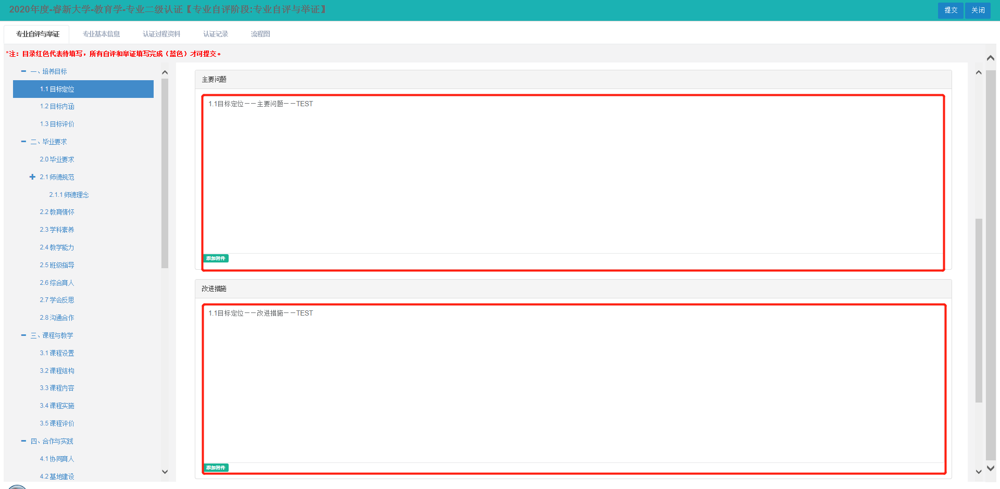 2020年度-睿新大学-教育学-专业二级认证【专业自评阶段:专业自评与举证】
提交 关闭
专业自评与举证 专业基本信息 认证过程资料 认证记录 流程图
*注：目录红色代表待填写，所有自评和举证填写完成（蓝色）才可提交。
一、培养目标
1.1 目标定位
1.2 目标内涵
1.3 目标评价
二、毕业要求
2.0 毕业要求
2.1 师德规范
2.1.1 师德理念
2.2 教育情怀
2.3 学科素养
2.4 教学能力
2.5 班级指导
2.6 综合育人
2.7 学会反思
2.8 沟通合作
三、课程与教学
3.1 课程设置
3.2 课程结构
3.3 课程内容
3.4 课程实施
3.5 课程评价
四、合作与实践
4.1 协同育人
4.2 基地建设
主要问题
1.1目标定位——主要问题——TEST
添加附件
改进措施
1.1目标定位——改进措施——TEST
添加附件